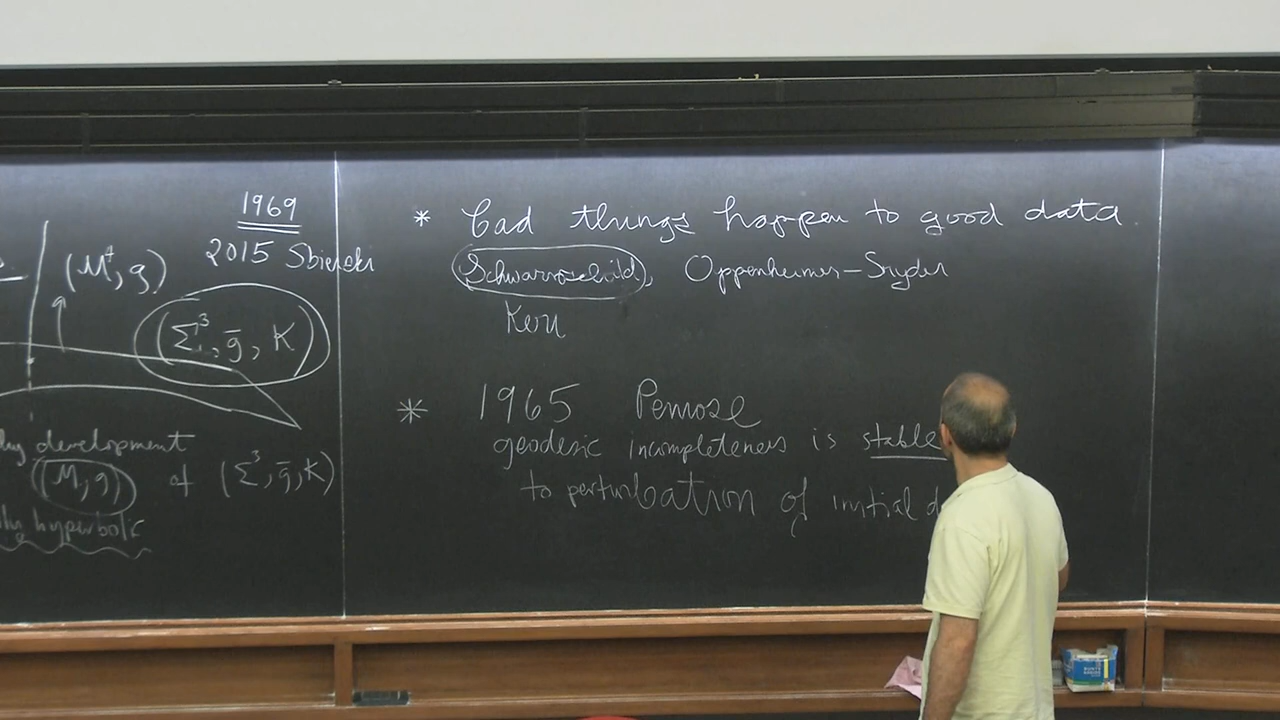 1969
2015 Sbierski
(M⁴, g)
(Σ³, g̅, K)
development
(M, g) of (Σ³, g̅, K)
hyperbolic
* bad things happen to good data
Schwarzschild, Oppenheimer–Snyder
Kerr
* 1965 Penrose
geodesic incompleteness is stable
to perturbation of initial d